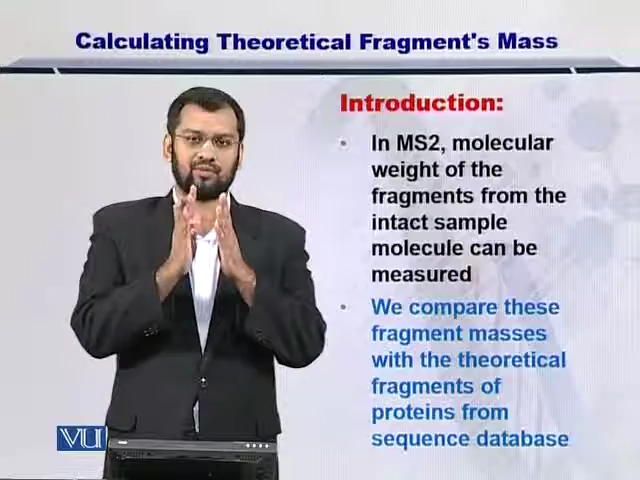 Calculating Theoretical Fragment's Mass
Introduction:
In MS2, molecular
weight of the
fragments from the
intact sample
molecule can be
measured
We compare these
fragment masses
with the theoretical
fragments of
proteins from
sequence database
VU